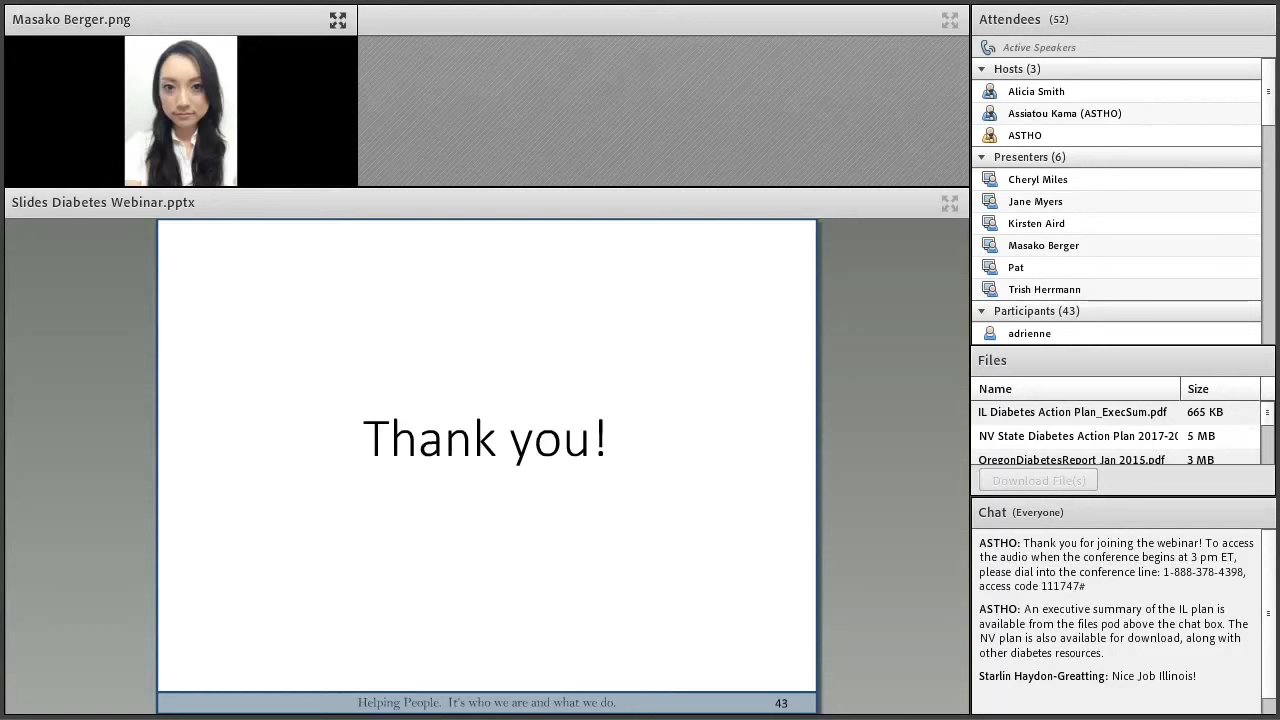 Masako Berger.png
Slides Diabetes Webinar.pptx
Thank you!
Helping People. It's who we are and what we do.
43
Attendees (52)
Active Speakers
Hosts (3)
Alicia Smith
Assiatou Kama (ASTHO)
ASTHO
Presenters (6)
Cheryl Miles
Jane Myers
Kirsten Aird
Masako Berger
Pat
Trish Herrmann
Participants (43)
adrienne
Files
Name Size
IL Diabetes Action Plan_ExecSum.pdf 665 KB
NV State Diabetes Action Plan 2017-20 5 MB
OregonDiabetesReport Jan 2015.pdf 3 MB
Download File(s)
Chat (Everyone)
ASTHO: Thank you for joining the webinar! To access
the audio when the conference begins at 3 pm ET,
please dial into the conference line: 1-888-378-4398,
access code 111747#
ASTHO: An executive summary of the IL plan is
available from the files pod above the chat box. The
NV plan is also available for download, along with
other diabetes resources.
Starlin Haydon-Greatting: Nice Job Illinois!